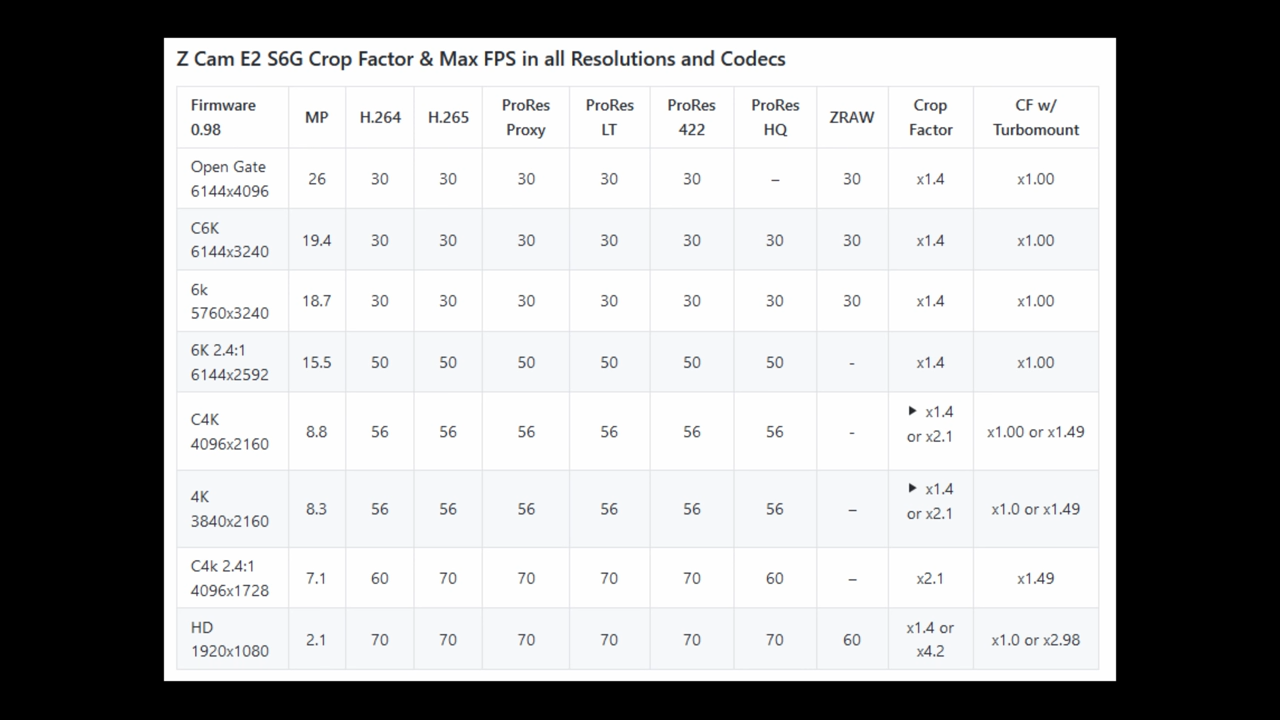 Z Cam E2 S6G Crop Factor & Max FPS in all Resolutions and Codecs
Firmware 0.98 MP H.264 H.265 ProRes Proxy ProRes LT ProRes 422 ProRes HQ ZRAW Crop Factor CF w/ Turbomount
Open Gate 6144x4096 26 30 30 30 30 30 – 30 x1.4 x1.00
C6K 6144x3240 19.4 30 30 30 30 30 30 30 x1.4 x1.00
6k 5760x3240 18.7 30 30 30 30 30 30 30 x1.4 x1.00
6K 2.4:1 6144x2592 15.5 50 50 50 50 50 50 - x1.4 x1.00
C4K 4096x2160 8.8 56 56 56 56 56 56 - ▶ x1.4 or x2.1 x1.00 or x1.49
4K 3840x2160 8.3 56 56 56 56 56 56 – ▶ x1.4 or x2.1 x1.0 or x1.49
C4k 2.4:1 4096x1728 7.1 60 70 70 70 70 60 – x2.1 x1.49
HD 1920x1080 2.1 70 70 70 70 70 70 60 x1.4 or x4.2 x1.0 or x2.98